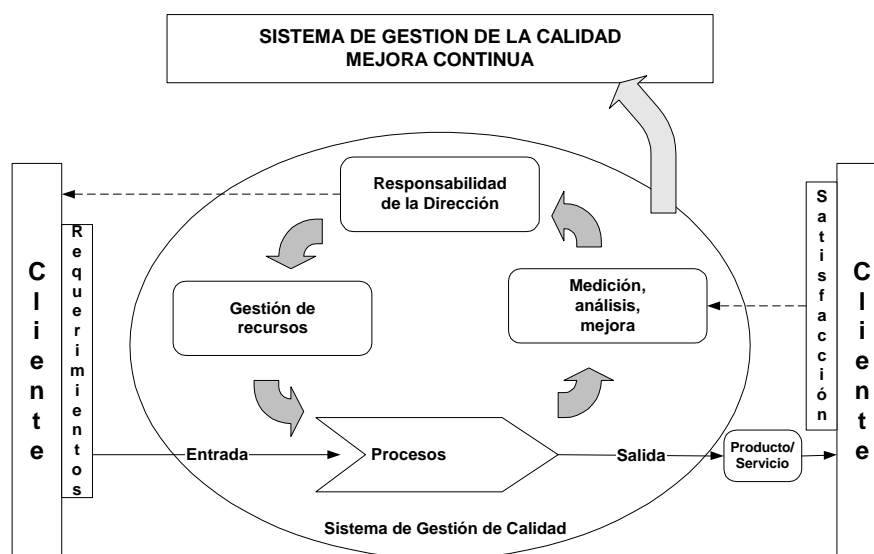 SISTEMA DE GESTION DE LA CALIDAD
MEJORA CONTINUA
Responsabilidad
de la Dirección
Cliente
Requerimientos
Gestión de
recursos
Medición,
análisis,
mejora
Satisfacción
Cliente
Entrada
Procesos
Salida
Producto/
Servicio
Sistema de Gestión de Calidad